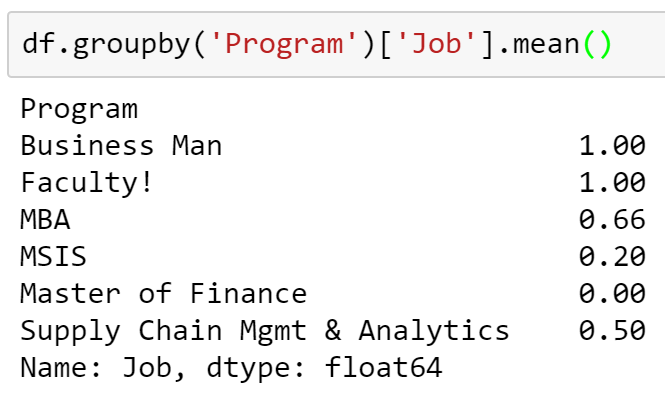 df.groupby('Program')['Job'].mean()
Program
Business Man 1.00
Faculty! 1.00
MBA 0.66
MSIS 0.20
Master of Finance 0.00
Supply Chain Mgmt & Analytics 0.50
Name: Job, dtype: float64